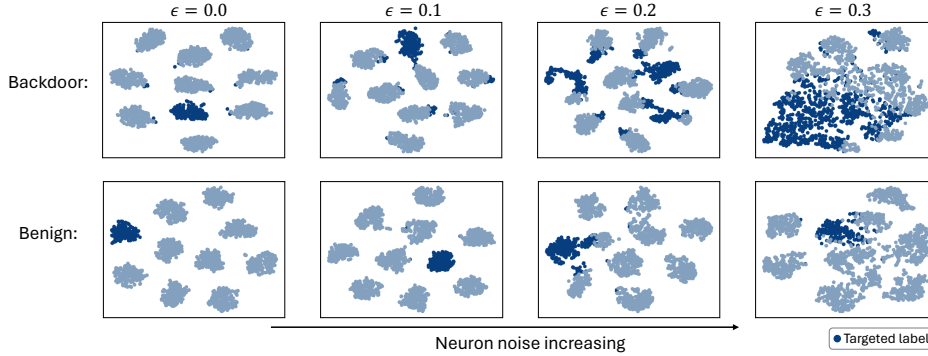 ϵ = 0.0
ϵ = 0.1
ϵ = 0.2
ϵ = 0.3
Backdoor:
Benign:
Neuron noise increasing
Targeted label